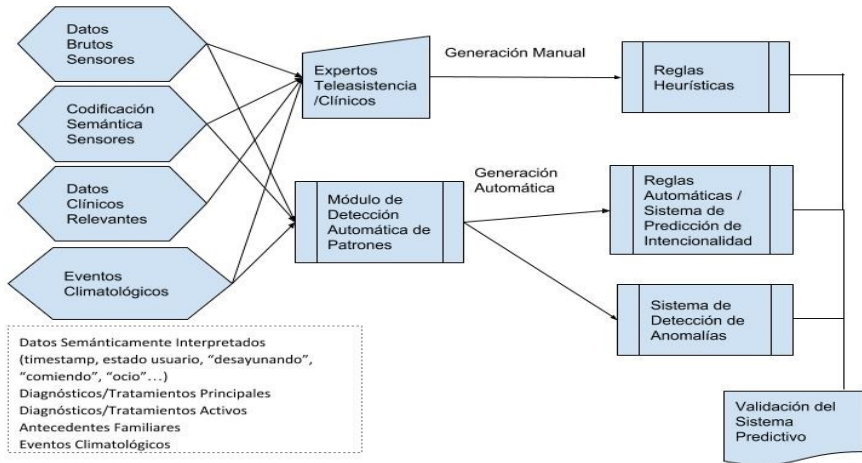 Datos
Brutos
Sensores
Codificación
Semántica
Sensores
Datos
Clínicos
Relevantes
Eventos
Climatológicos
Expertos
Teleasistencia
/Clínicos
Generación Manual
Reglas
Heurísticas
Módulo de
Detección
Automática de
Patrones
Generación
Automática
Reglas
Automáticas /
Sistema de
Predicción de
Intencionalidad
Sistema de
Detección de
Anomalías
Datos Semánticamente Interpretados
(timestamp, estado usuario, “desayunando”,
“comiendo”, “ocio”…)
Diagnósticos/Tratamientos Principales
Diagnósticos/Tratamientos Activos
Antecedentes Familiares
Eventos Climatológicos
Validación del
Sistema
Predictivo